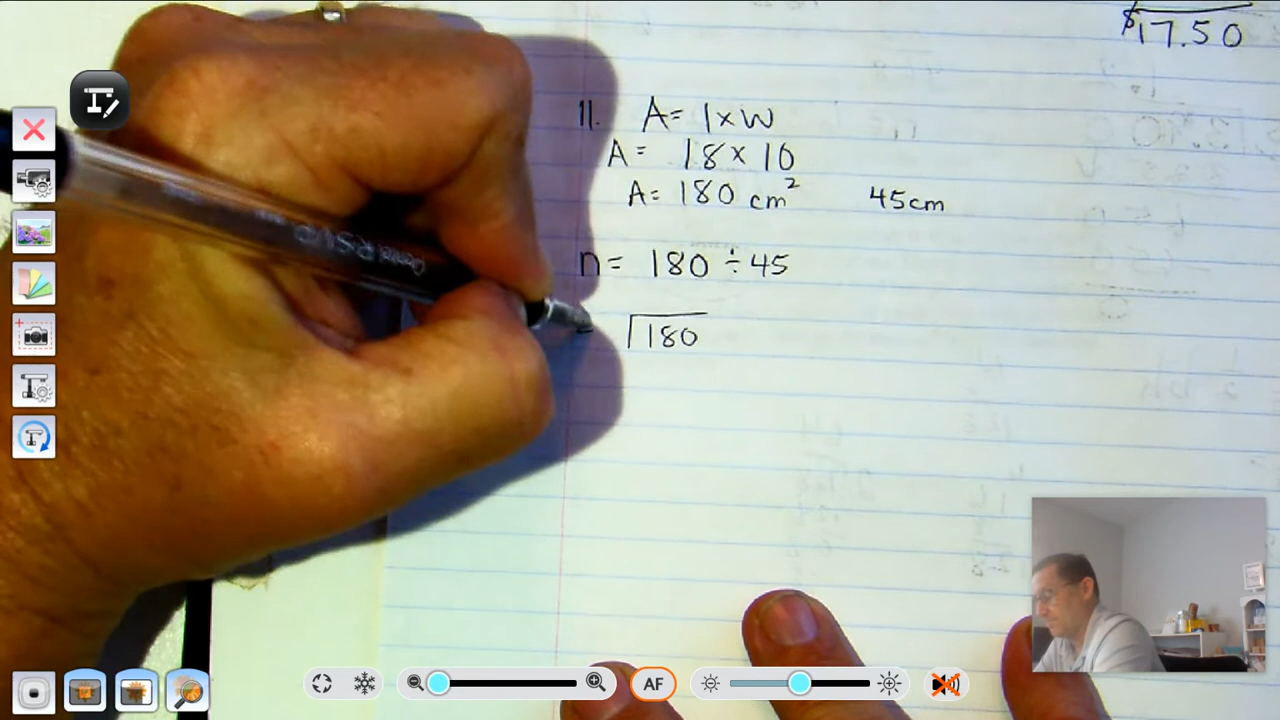 $17.50
11. A= l×w
A= 18×10
A=180 cm² 45cm
n= 180÷45
180
AF